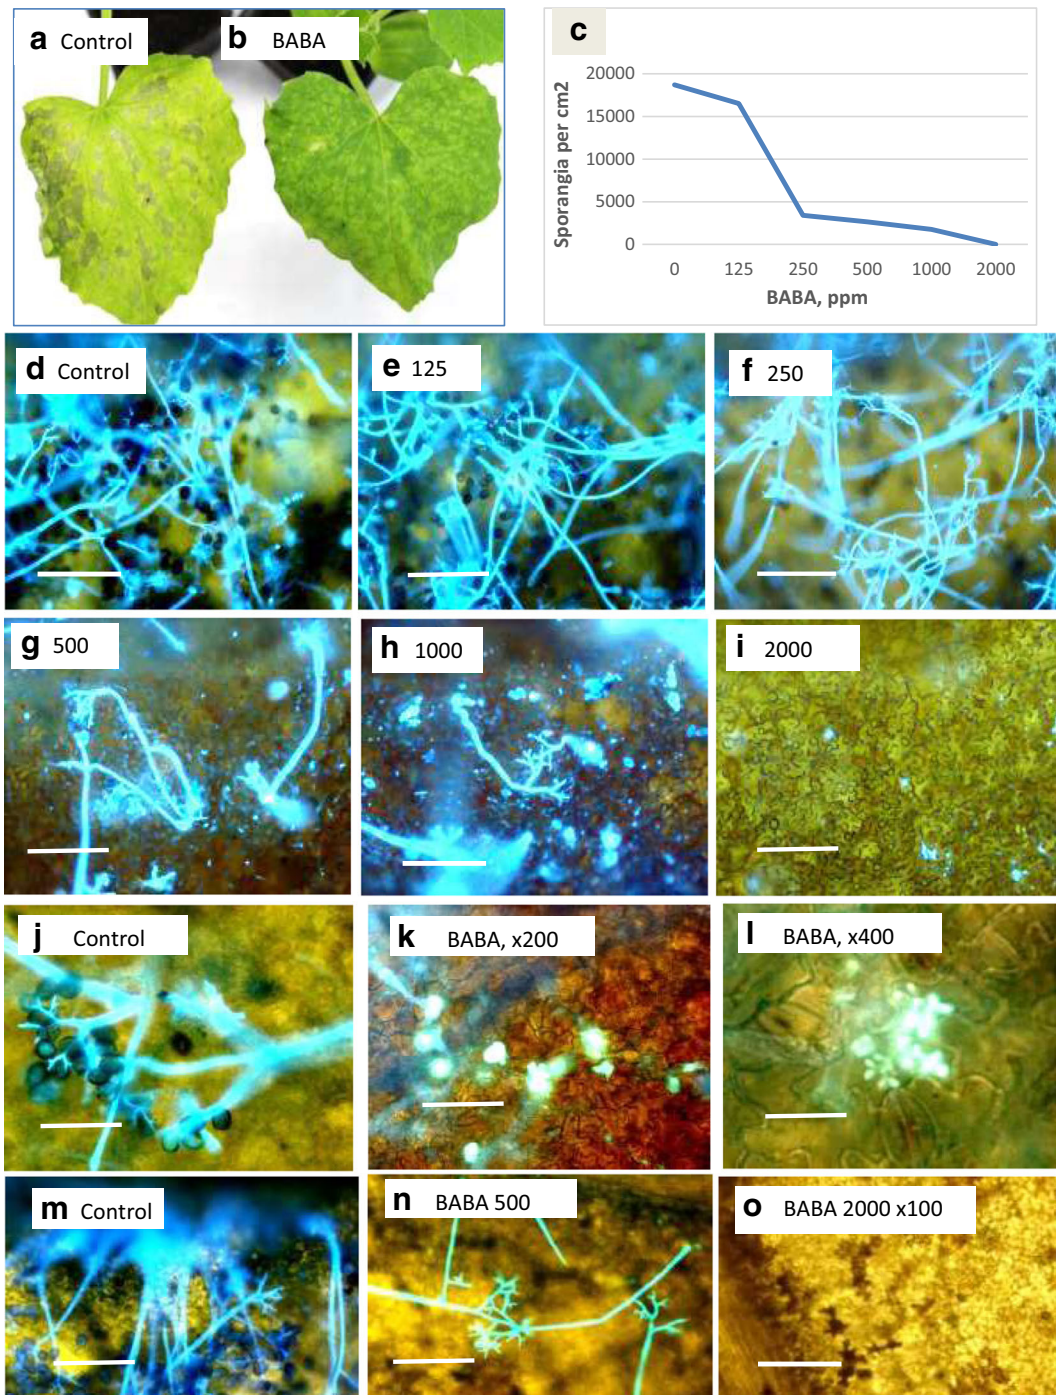 a Control
b BABA
c
20000
15000
10000
5000
0
Sporangia per cm2
0 125 250 500 1000 2000
BABA, ppm
d Control
e 125
f 250
g 500
h 1000
i 2000
j Control
k BABA, x200
l BABA, x400
m Control
n BABA 500
o BABA 2000 x100